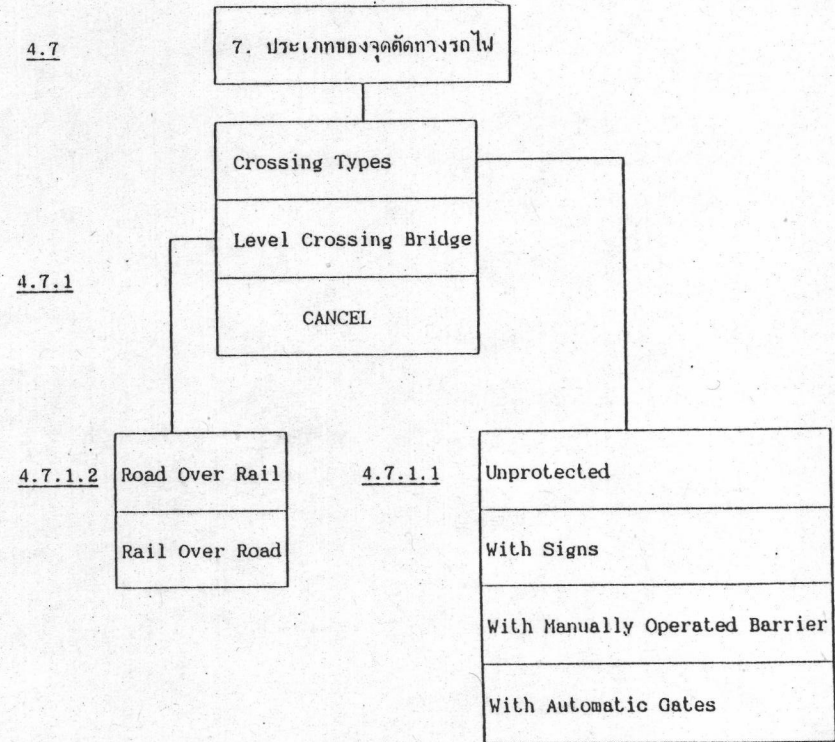 4.7
7. ประเภทของจุดตัดทางรถไฟ
Crossing Types
Level Crossing Bridge
4.7.1
CANCEL
4.7.1.2
Road Over Rail
Rail Over Road
4.7.1.1
Unprotected
With Signs
With Manually Operated Barrier
With Automatic Gates